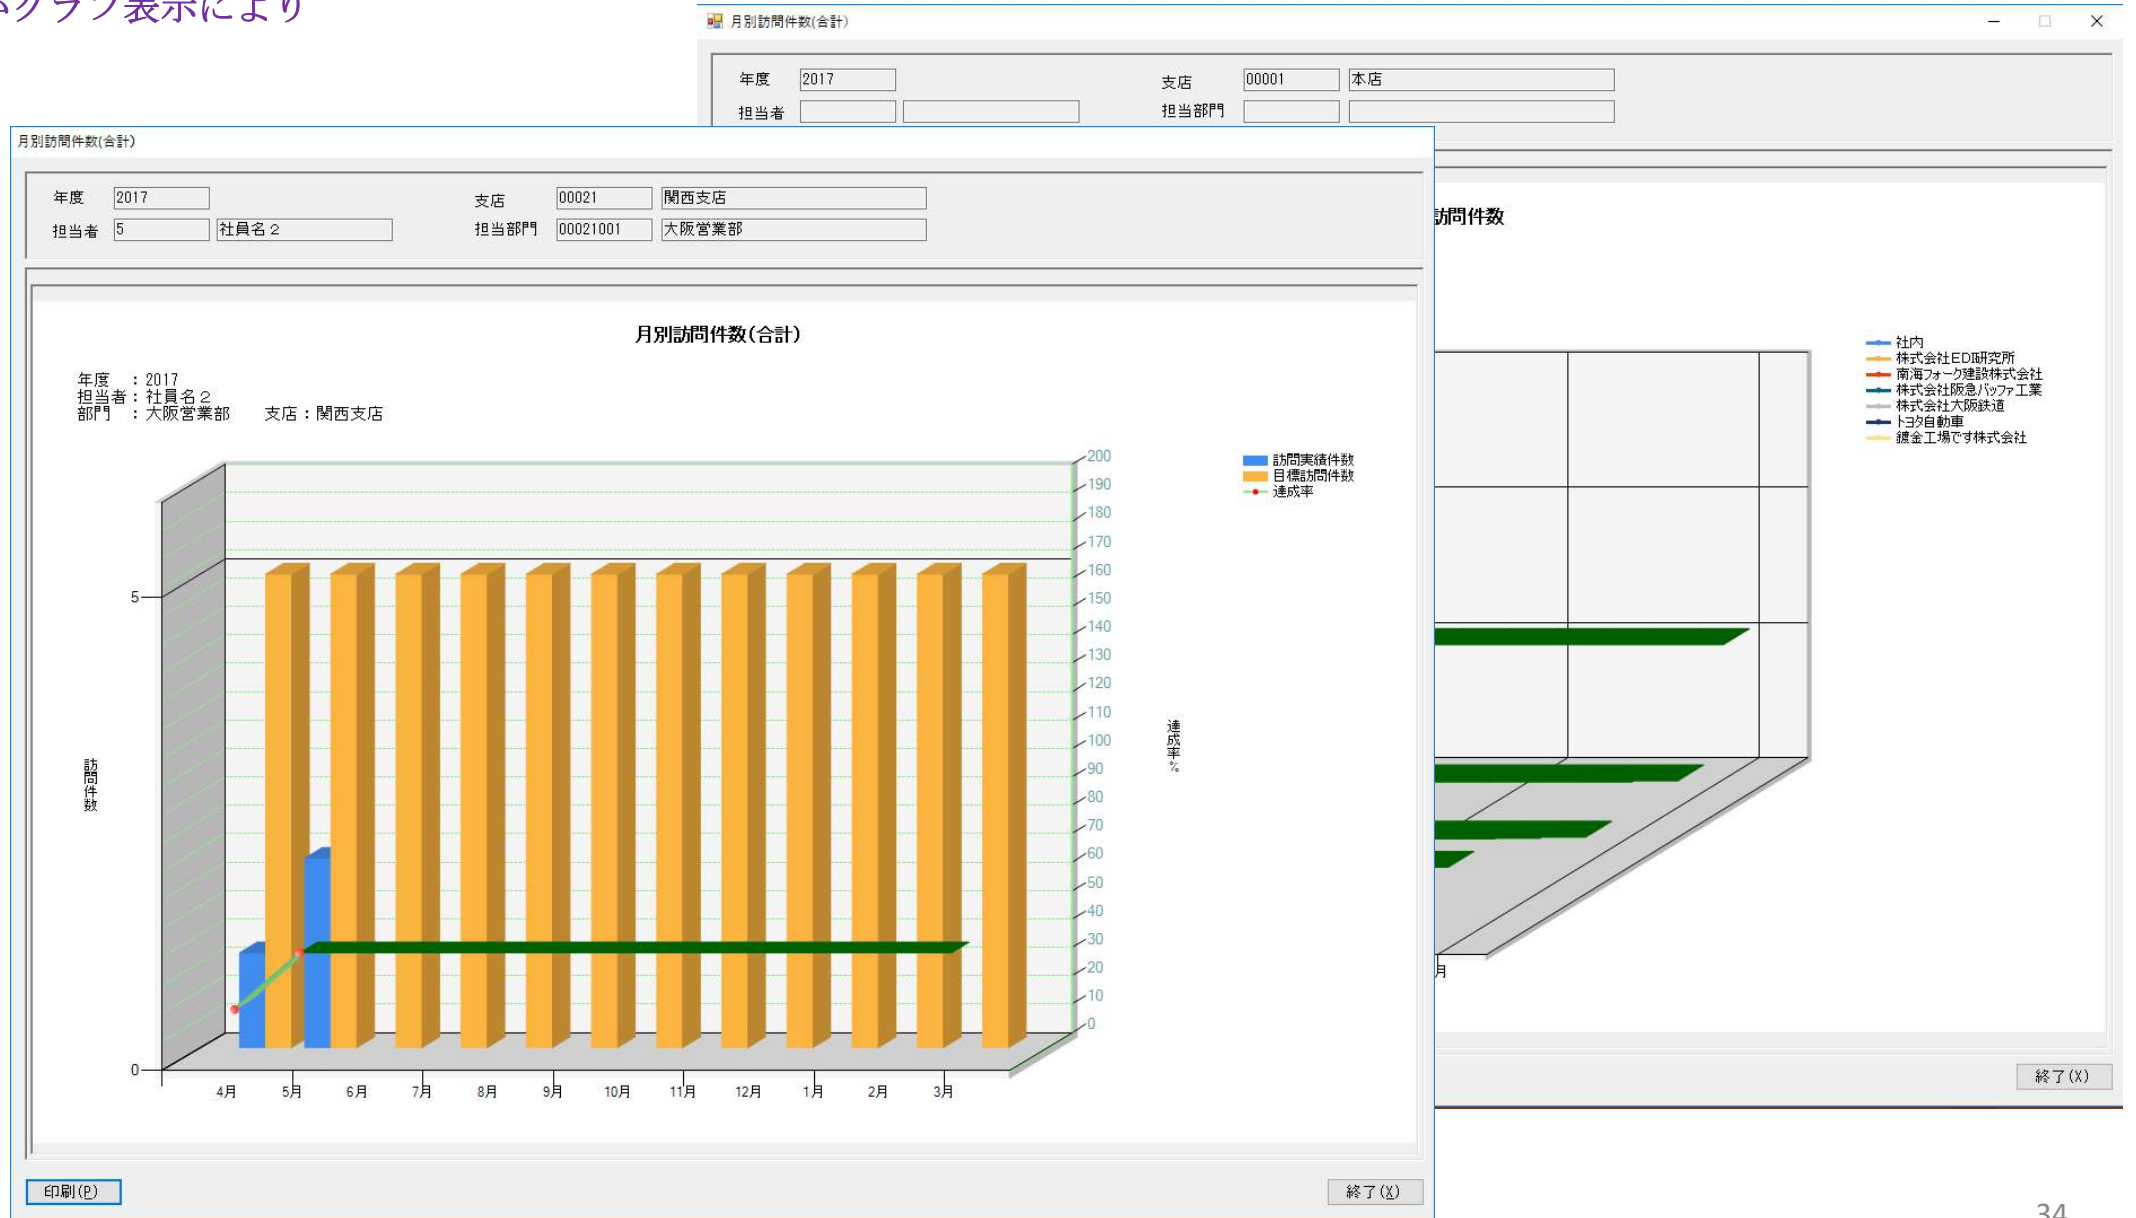 いグラフ表示により
月別訪問件数(合計)
年度 2017 支店 00001 本店
担当者 担当部門
訪問件数
社内
株式会社EDI研究所
南海フォーク建設株式会社
株式会社阪急バッファ工業
株式会社大阪鉄道
トヨタ自動車
鍍金工場です株式会社
月
終了(X)
月別訪問件数(合計)
年度 2017 支店 00021 関西支店
担当者 5 社員名2 担当部門 00021001 大阪営業部
月別訪問件数(合計)
年度 : 2017
担当者 : 社員名2
部門 : 大阪営業部 支店 : 関西支店
訪問実績件数
目標訪問件数
達成率
200
190
180
170
160
150
140
130
120
110
100
90
80
70
60
50
40
30
20
10
0
達成率%
訪問件数
5
0
4月 5月 6月 7月 8月 9月 10月 11月 12月 1月 2月 3月
印刷(P)
終了(X)
34